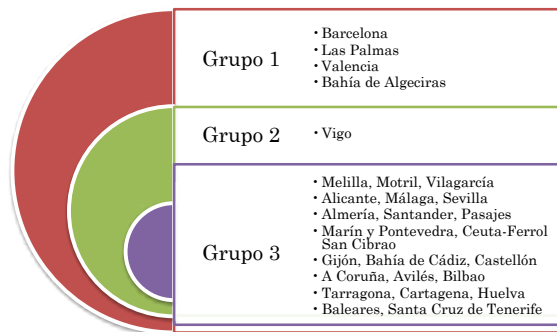 Grupo 1
• Barcelona
• Las Palmas
• Valencia
• Bahía de Algeciras
Grupo 2
• Vigo
Grupo 3
• Melilla, Motril, Vilagarcía
• Alicante, Málaga, Sevilla
• Almería, Santander, Pasajes
• Marín y Pontevedra, Ceuta-Ferrol
San Cibrao
• Gijón, Bahía de Cádiz, Castellón
• A Coruña, Avilés, Bilbao
• Tarragona, Cartagena, Huelva
• Baleares, Santa Cruz de Tenerife